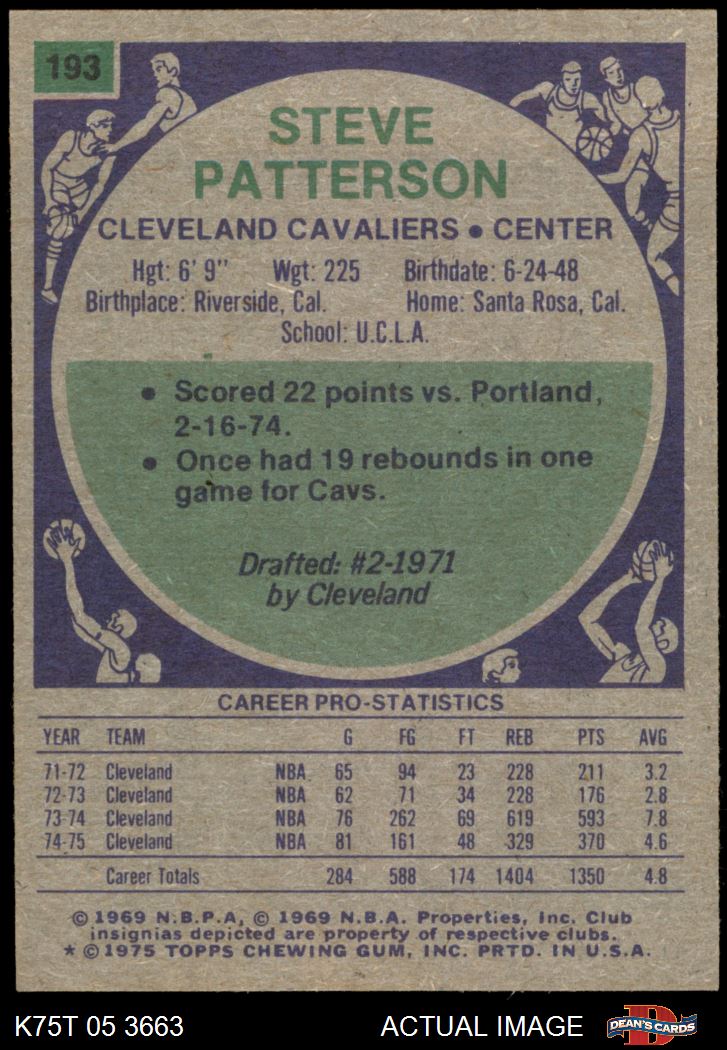 193
STEVE
PATTERSON
CLEVELAND CAVALIERS • CENTER
Hgt: 6' 9" Wgt: 225 Birthdate: 6-24-48
Birthplace: Riverside, Cal. Home: Santa Rosa, Cal.
School: U.C.L.A.
• Scored 22 points vs. Portland,
2-16-74.
• Once had 19 rebounds in one
game for Cavs.
Drafted: #2-1971
by Cleveland
CAREER PRO-STATISTICS
YEAR TEAM G FG FT REB PTS AVG
71-72 Cleveland NBA 65 94 23 228 211 3.2
72-73 Cleveland NBA 62 71 34 228 176 2.8
73-74 Cleveland NBA 76 262 69 619 593 7.8
74-75 Cleveland NBA 81 161 48 329 370 4.6
Career Totals 284 588 174 1404 1350 4.8
© 1969 N.B.P.A, © 1969 N.B.A. Properties, Inc. Club
insignias depicted are property of respective clubs.
* © 1975 TOPPS CHEWING GUM, INC. PRTD. IN U.S.A.
K75T 05 3663 ACTUAL IMAGE D DEAN'S CARDS